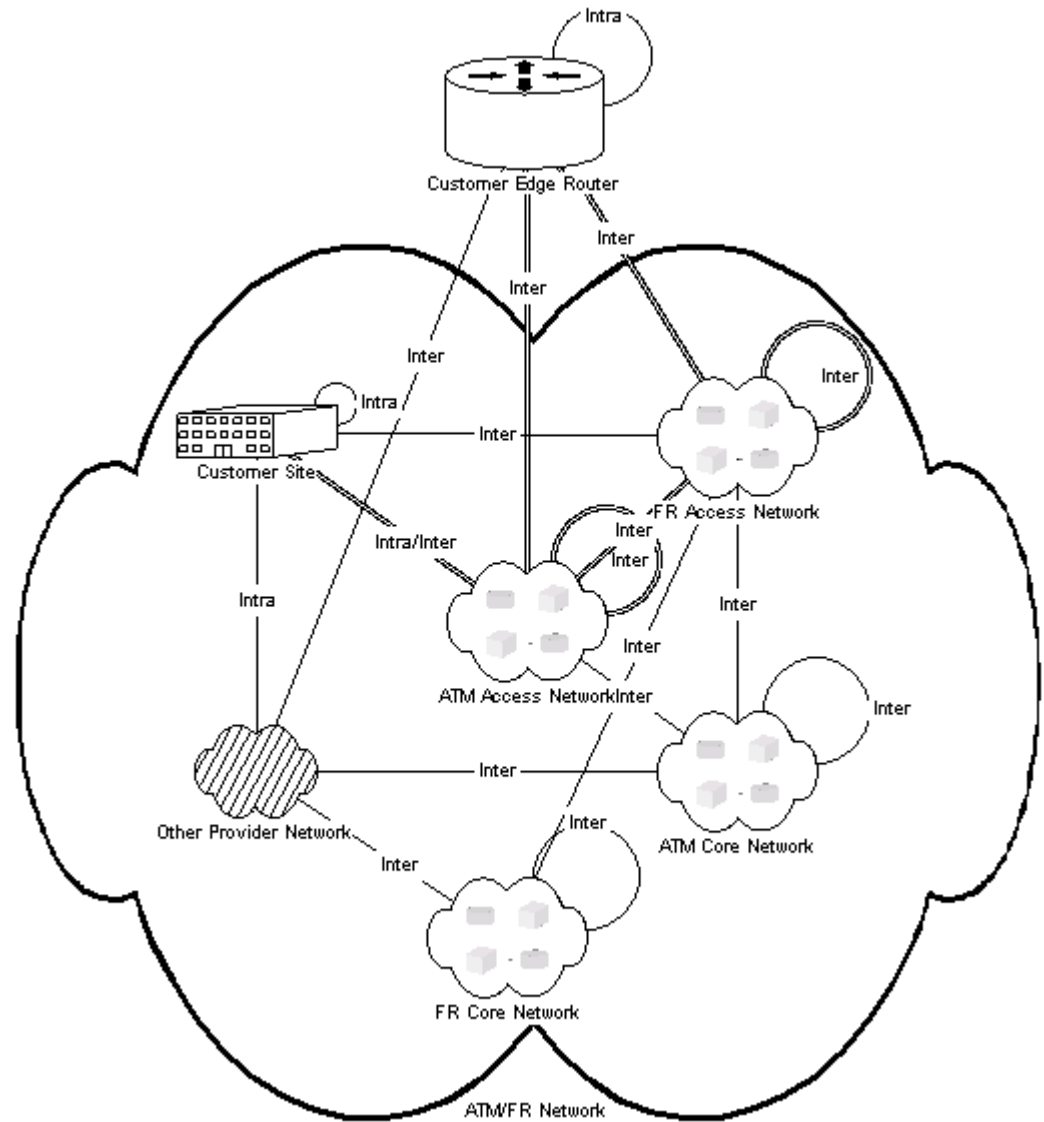 Intra
Customer Edge Router
Inter
Inter
Inter
Inter
Intra
Inter
Customer Site
FR Access Network
Inter
Intra/Inter
Inter
Intra
Inter
Inter
ATM Access Network
Inter
Inter
Inter
Other Provider Network
Inter
ATM Core Network
Inter
FR Core Network
ATM/FR Network